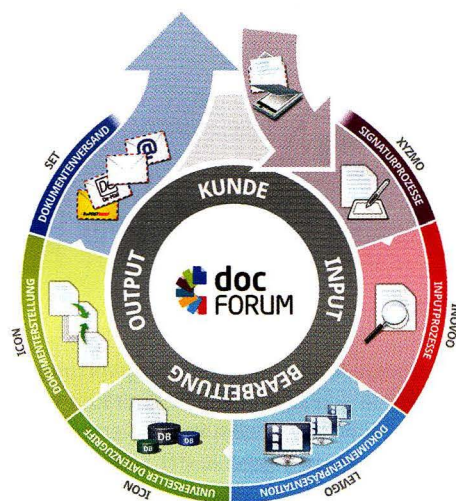 KUNDE
INPUT
BEARBEITUNG
OUTPUT
doc
FORUM
XYZMO
SIGNATURPROZESSE
INOVOO
INPUTPROZESSE
LEVIGO
DOKUMENTENPRÄSENTATION
ICON
UNIVERSELLER DATENZUGRIFF
DB
DB
DB
ICON
DOKUMENTERSTELLUNG
SET
DOKUMENTENVERSAND
@